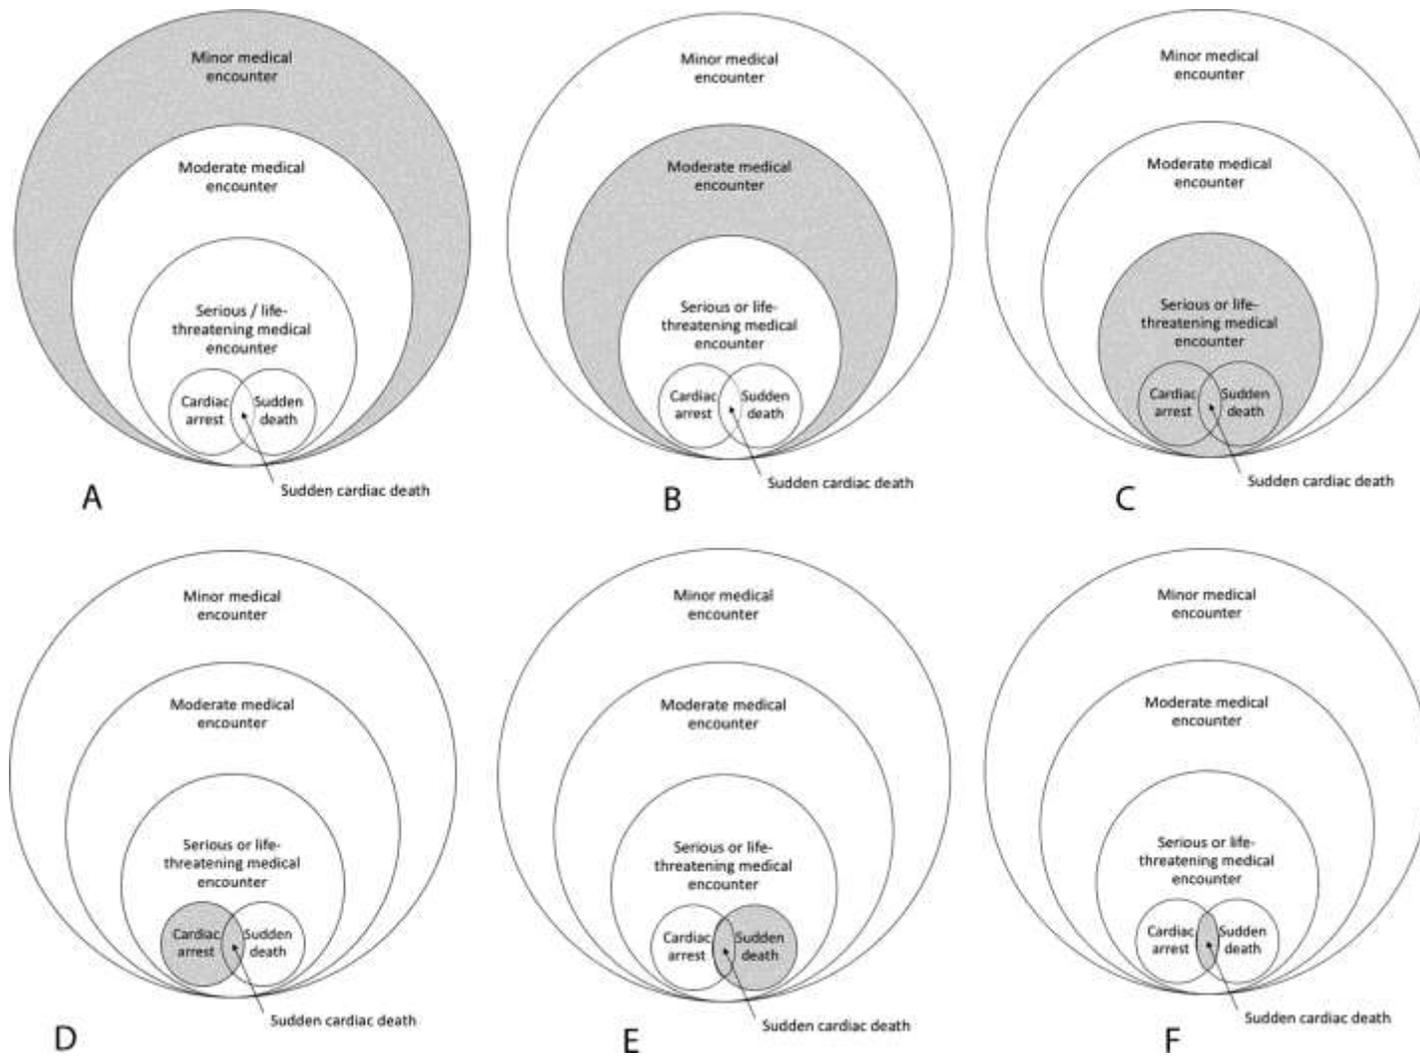 Minor medical
encounter
Moderate medical
encounter
Serious / life-
threatening medical
encounter
Cardiac
arrest
Sudden
death
Sudden cardiac death
A
Minor medical
encounter
Moderate medical
encounter
Serious or life-
threatening medical
encounter
Cardiac
arrest
Sudden
death
Sudden cardiac death
B
Minor medical
encounter
Moderate medical
encounter
Serious or life-
threatening medical
encounter
Cardiac
arrest
Sudden
death
Sudden cardiac death
C
Minor medical
encounter
Moderate medical
encounter
Serious or life-
threatening medical
encounter
Cardiac
arrest
Sudden
death
Sudden cardiac death
D
Minor medical
encounter
Moderate medical
encounter
Serious or life-
threatening medical
encounter
Cardiac
arrest
Sudden
death
Sudden cardiac death
E
Minor medical
encounter
Moderate medical
encounter
Serious or life-
threatening medical
encounter
Cardiac
arrest
Sudden
death
Sudden cardiac death
F